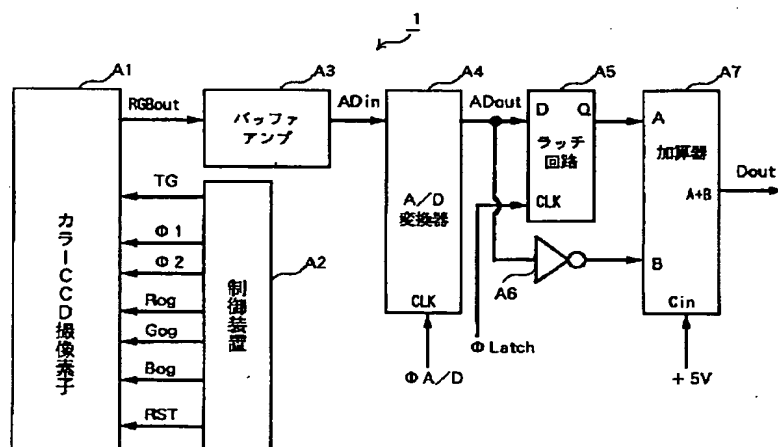 1
A1
A3
A4
A5
A7
RGBout
バッファ
アンプ
ADin
ADout
D
Q
ラッチ
回路
CLK
A
加算器
A+B
Dout
B
Cin
TG
Φ1
Φ2
Rog
Gog
Bog
RST
A2
制御装置
カラーCCD撮像素子
A/D
変換器
CLK
A6
ΦLatch
ΦA/D
+5V